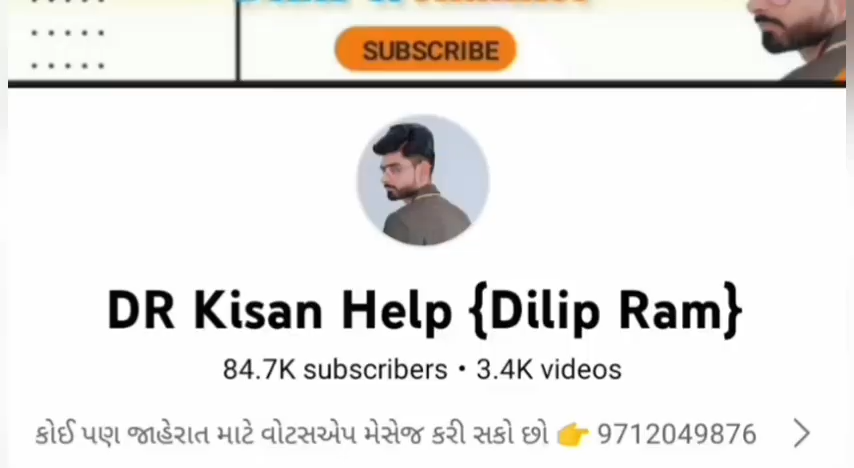 SUBSCRIBE
DR Kisan Help {Dilip Ram}
84.7K subscribers • 3.4K videos
કોઈ પણ જાહેરાત માટે વોટસએપ મેસેજ કરી સકો છો 👉 9712049876